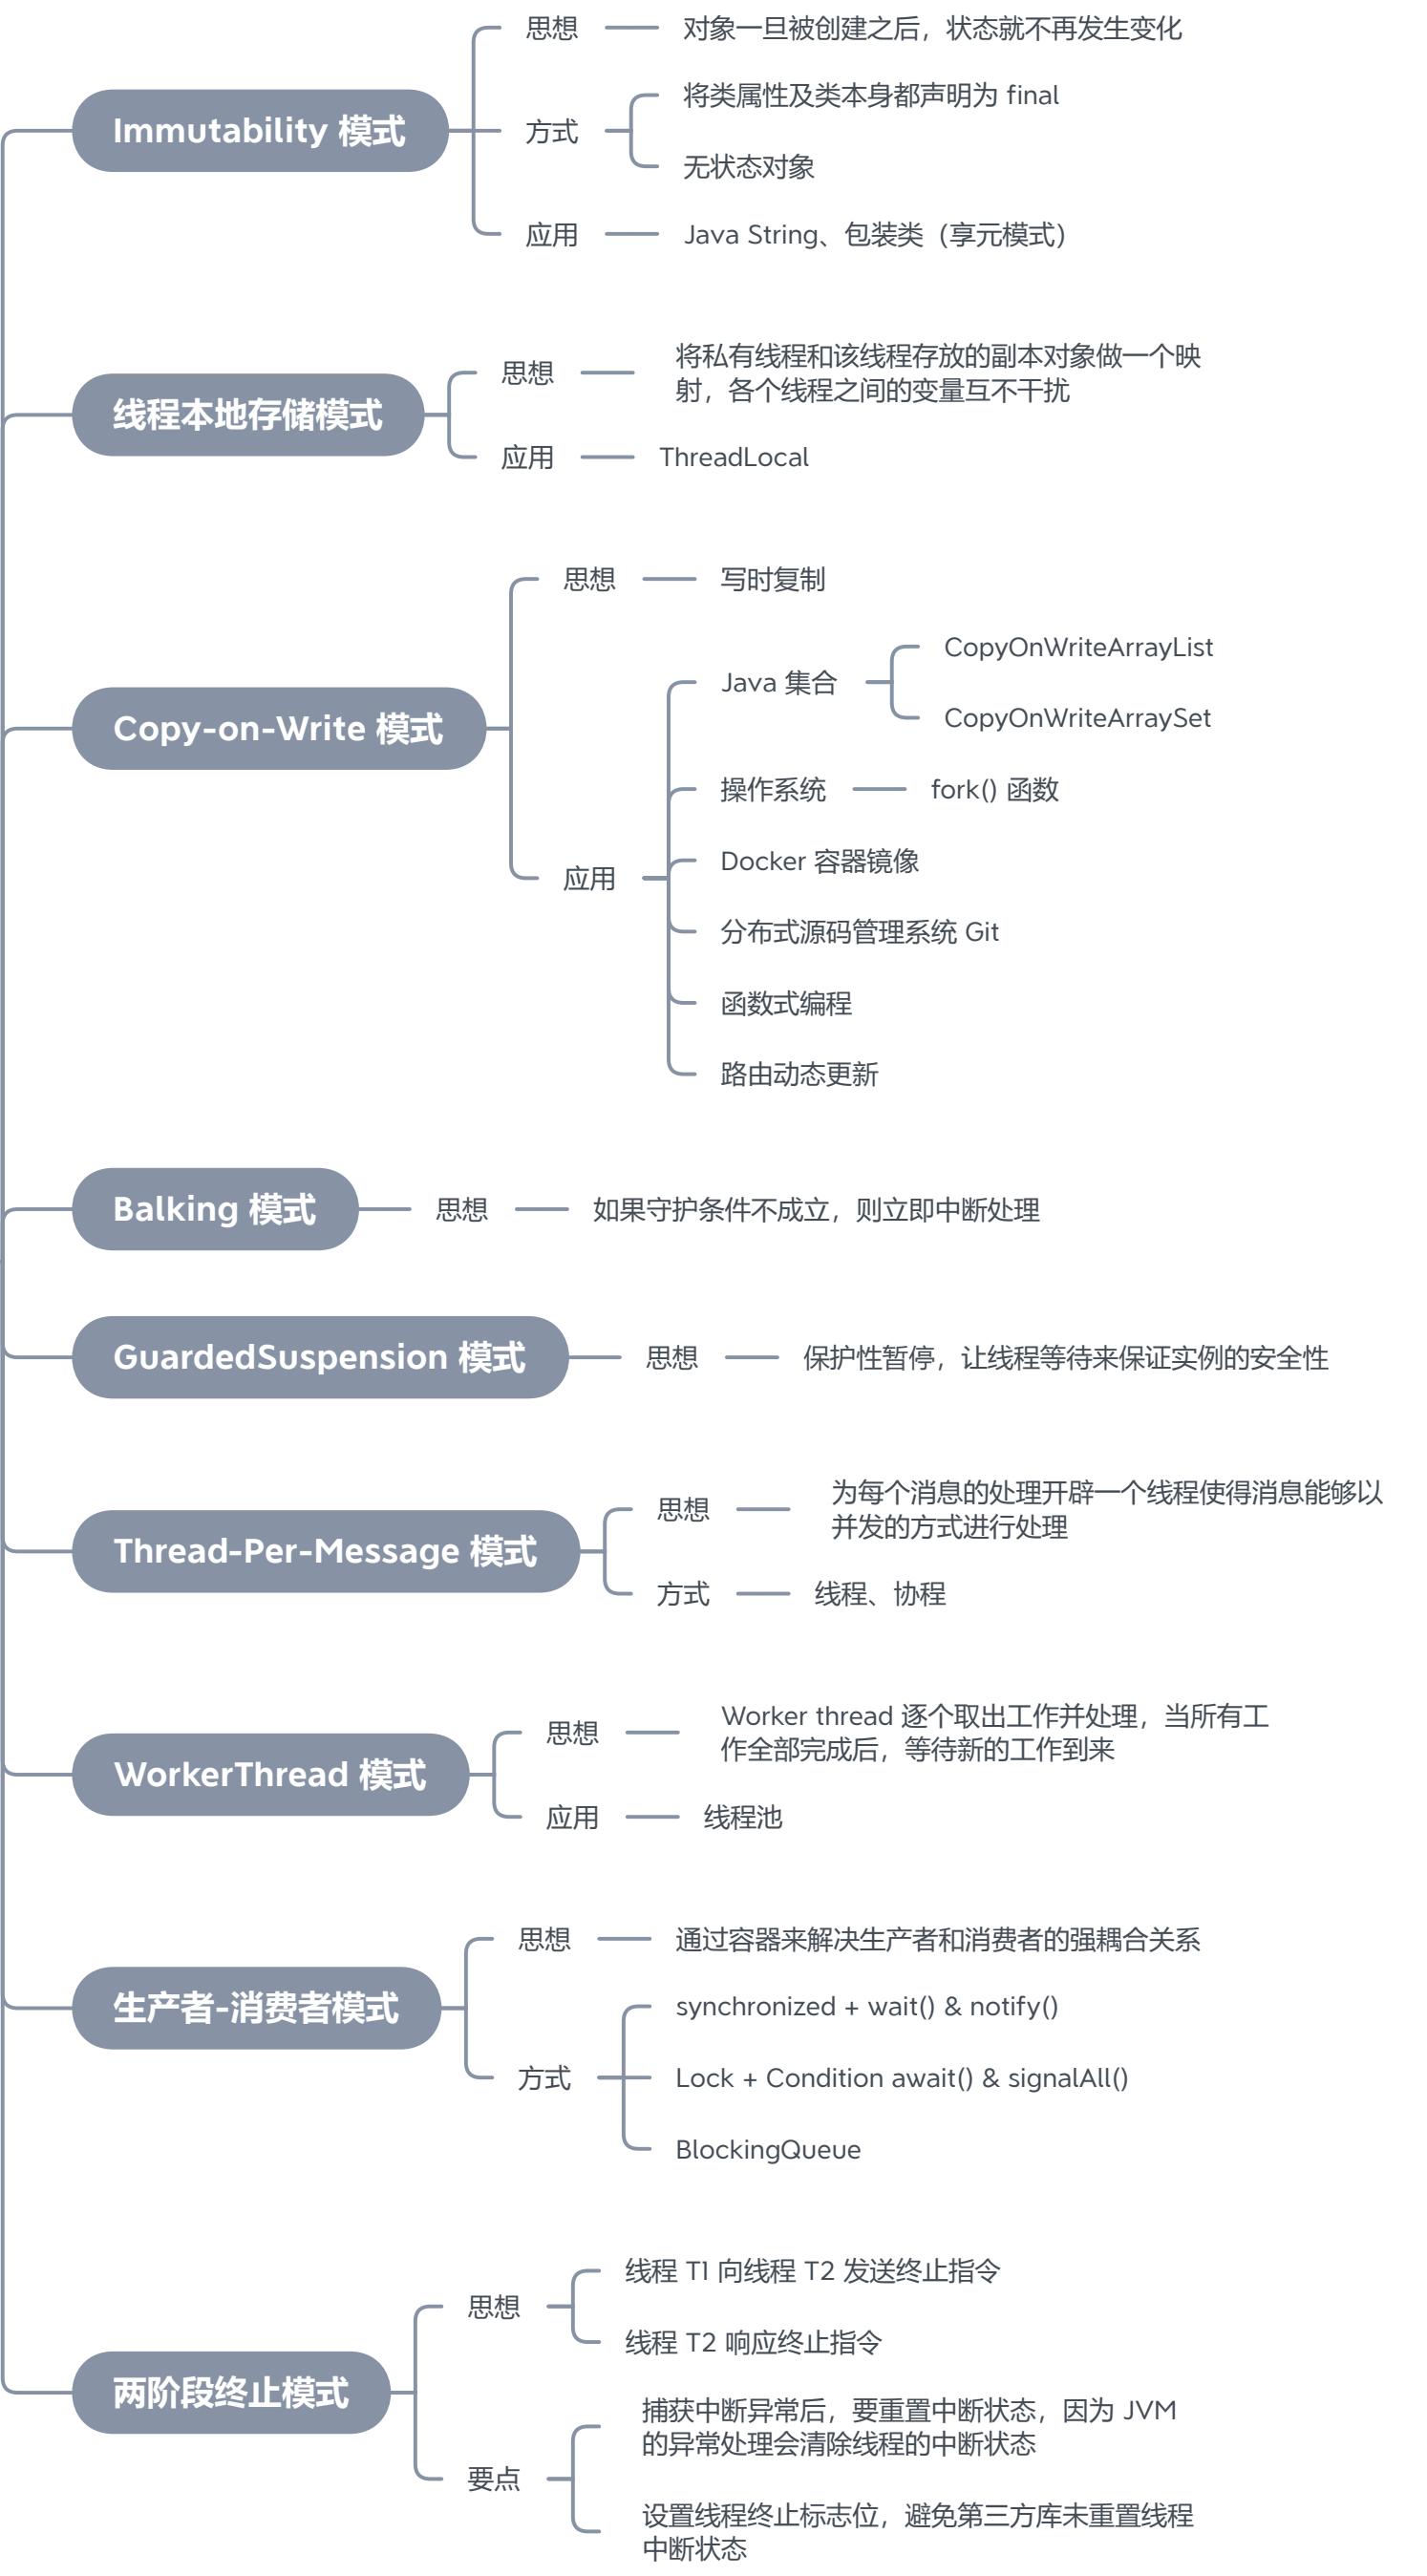 Immutability 模式
思想
对象一旦被创建之后，状态就不再发生变化
方式
将类属性及类本身都声明为 final
无状态对象
应用
Java String、包装类（享元模式）
线程本地存储模式
思想
将私有线程和该线程存放的副本对象做一个映
射，各个线程之间的变量互不干扰
应用
ThreadLocal
Copy-on-Write 模式
思想
写时复制
应用
Java 集合
CopyOnWriteArrayList
CopyOnWriteArraySet
操作系统
fork() 函数
Docker 容器镜像
分布式源码管理系统 Git
函数式编程
路由动态更新
Balking 模式
思想
如果守护条件不成立，则立即中断处理
GuardedSuspension 模式
思想
保护性暂停，让线程等待来保证实例的安全性
Thread-Per-Message 模式
思想
为每个消息的处理开辟一个线程使得消息能够以
并发的方式进行处理
方式
线程、协程
WorkerThread 模式
思想
Worker thread 逐个取出工作并处理，当所有工
作全部完成后，等待新的工作到来
应用
线程池
生产者-消费者模式
思想
通过容器来解决生产者和消费者的强耦合关系
方式
synchronized + wait() & notify()
Lock + Condition await() & signalAll()
BlockingQueue
两阶段终止模式
思想
线程 T1 向线程 T2 发送终止指令
线程 T2 响应终止指令
要点
捕获中断异常后，要重置中断状态，因为 JVM
的异常处理会清除线程的中断状态
设置线程终止标志位，避免第三方库未重置线程
中断状态